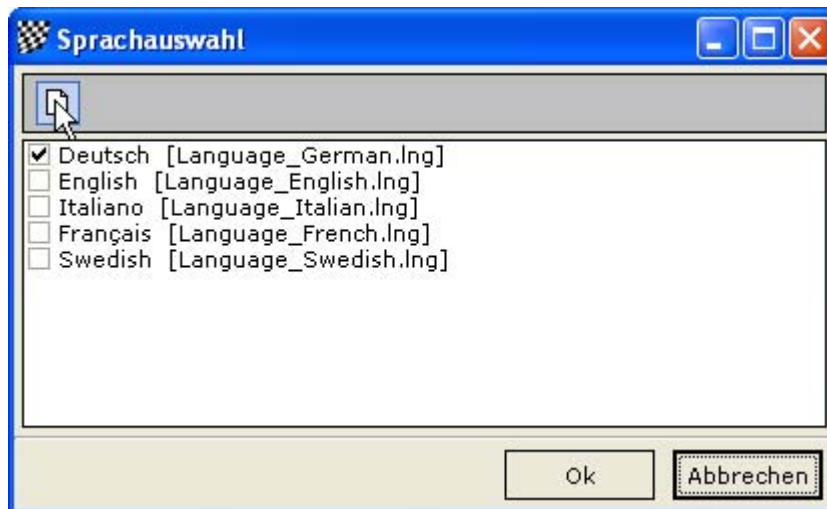 Sprachauswahl
Deutsch [Language_German.lng]
English [Language_English.lng]
Italiano [Language_Italian.lng]
Français [Language_French.lng]
Swedish [Language_Swedish.lng]
Ok
Abbrechen